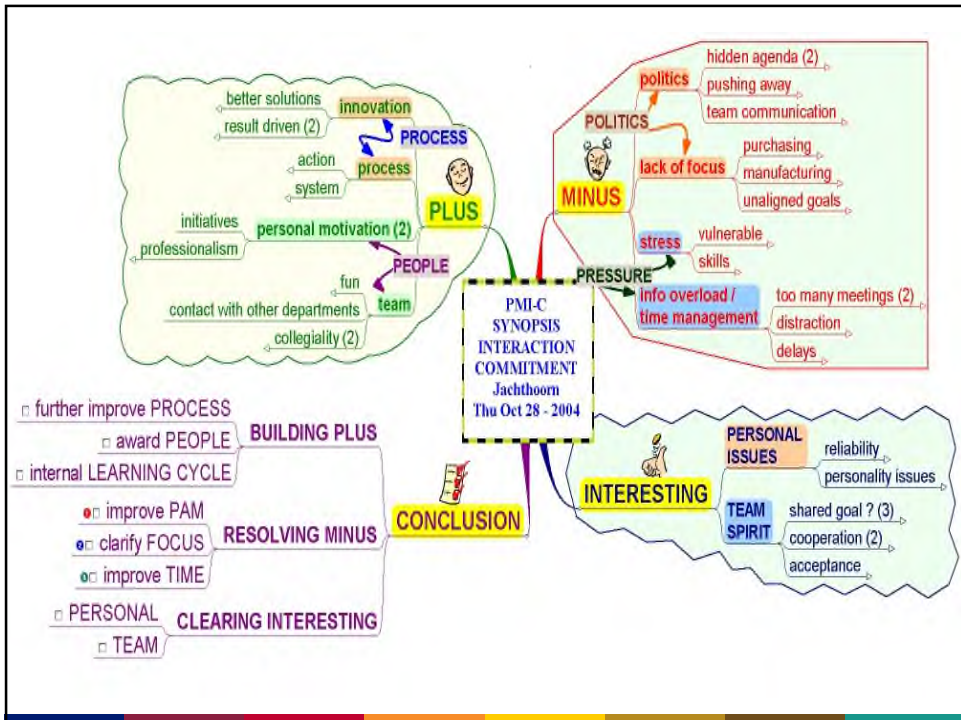 PMI-C
SYNOPSIS
INTERACTION
COMMITMENT
Jachthoorn
Thu Oct 28 - 2004
PLUS
PROCESS
innovation
better solutions
result driven (2)
process
action
system
PEOPLE
personal motivation (2)
initiatives
professionalism
team
fun
contact with other departments
collegiality (2)
MINUS
POLITICS
politics
hidden agenda (2)
pushing away
team communication
lack of focus
purchasing
manufacturing
unaligned goals
PRESSURE
stress
vulnerable
skills
info overload /
time management
too many meetings (2)
distraction
delays
INTERESTING
PERSONAL
ISSUES
reliability
personality issues
TEAM
SPIRIT
shared goal ? (3)
cooperation (2)
acceptance
CONCLUSION
BUILDING PLUS
further improve PROCESS
award PEOPLE
internal LEARNING CYCLE
RESOLVING MINUS
improve PAM
clarify FOCUS
improve TIME
CLEARING INTERESTING
PERSONAL
TEAM